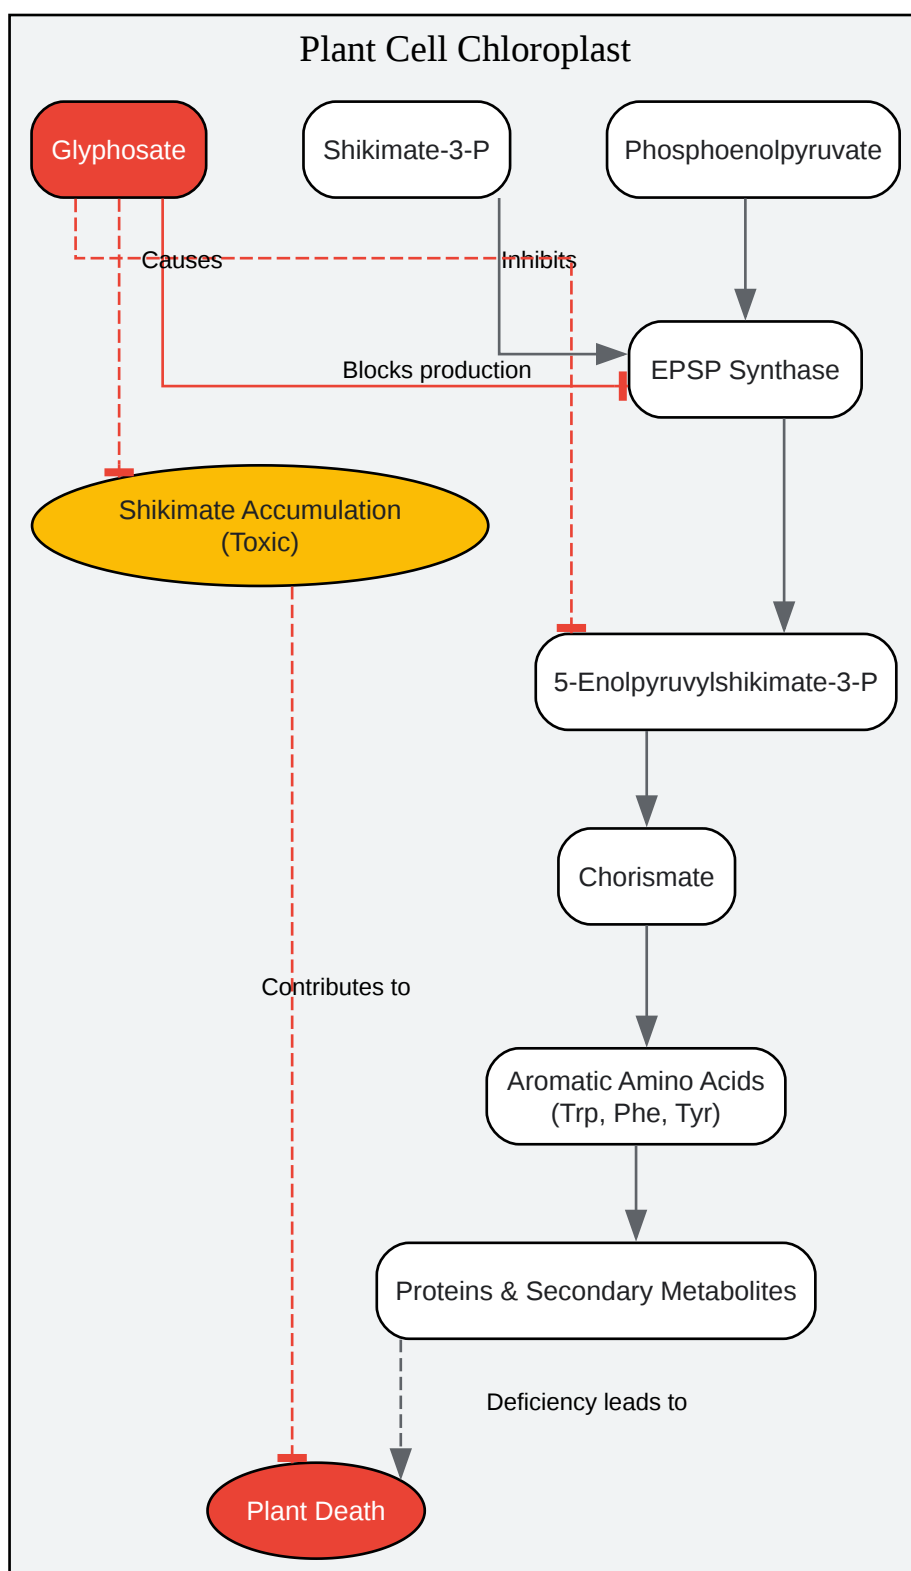 Plant Cell Chloroplast
Glyphosate
Shikimate-3-P
Phosphoenolpyruvate
Causes
Inhibits
Blocks production
EPSP Synthase
Shikimate Accumulation
(Toxic)
5-Enolpyruvylshikimate-3-P
Chorismate
Contributes to
Aromatic Amino Acids
(Trp, Phe, Tyr)
Proteins & Secondary Metabolites
Deficiency leads to
Plant Death